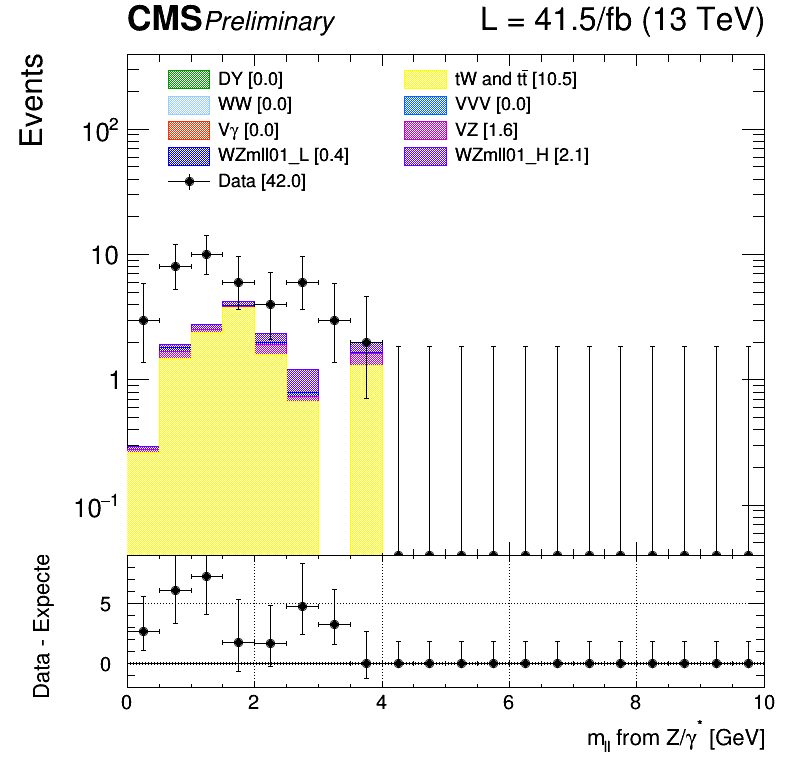 CMS Preliminary L = 41.5/fb (13 TeV)
Events
DY [0.0]
tW and tt̄ [10.5]
WW [0.0]
VVV [0.0]
Vγ [0.0]
VZ [1.6]
WZmll01_L [0.4]
WZmll01_H [2.1]
Data [42.0]
10²
10
1
10⁻¹
Data - Expecte
5
0
0 2 4 6 8 10
m_ll from Z/γ* [GeV]